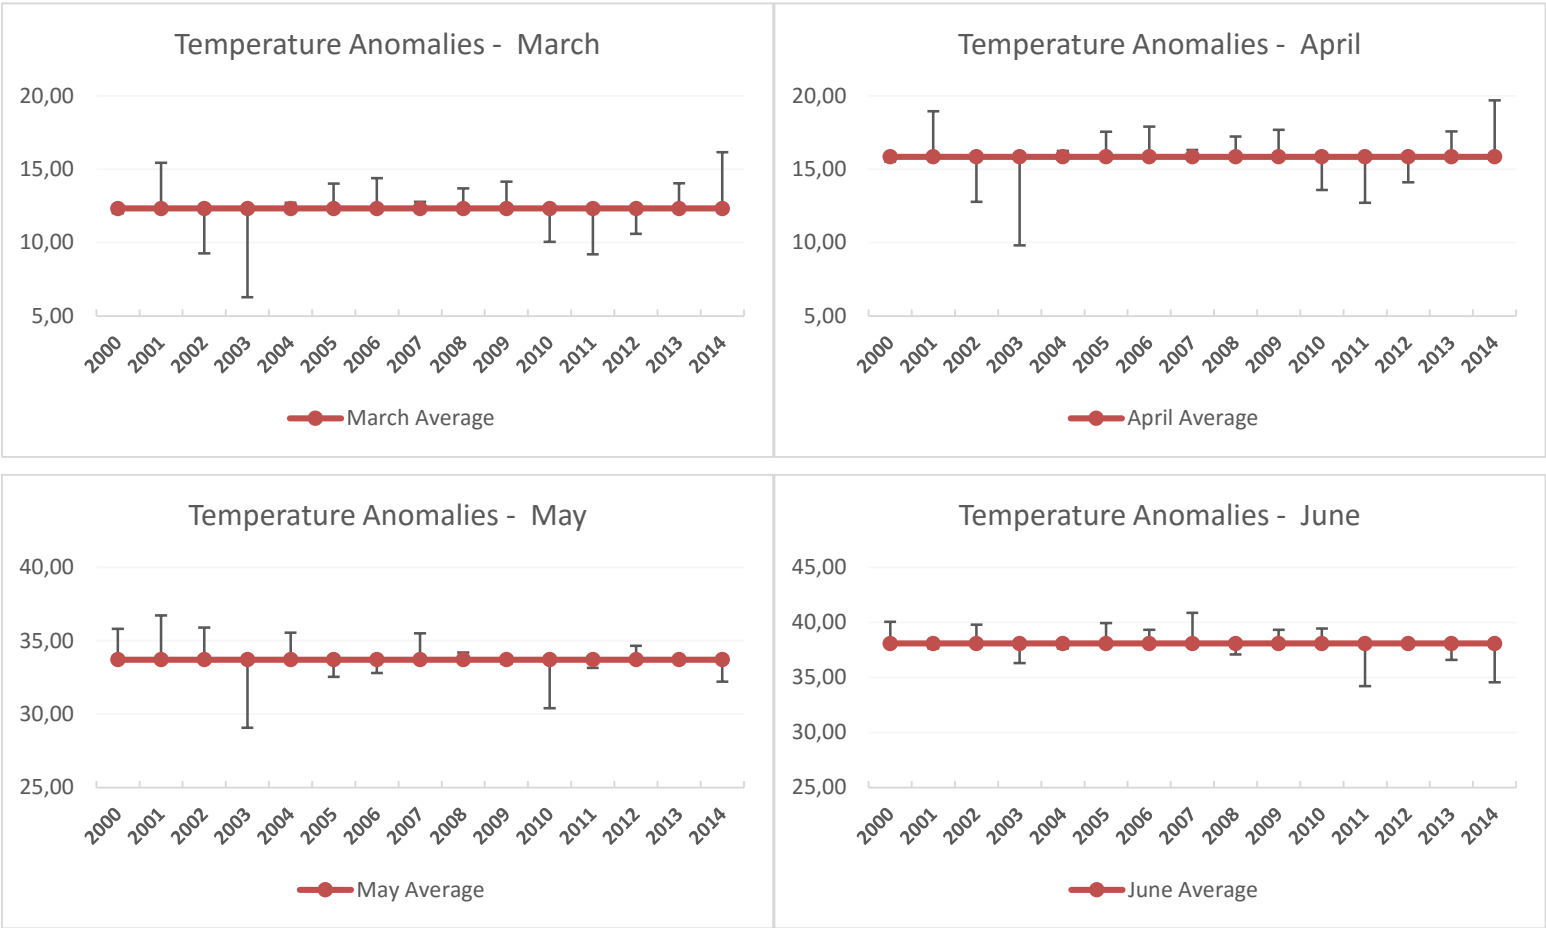 Temperature Anomalies -  March
20,00
15,00
10,00
5,00
2000 2001 2002 2003 2004 2005 2006 2007 2008 2009 2010 2011 2012 2013 2014
March Average
Temperature Anomalies -  April
20,00
15,00
10,00
5,00
2000 2001 2002 2003 2004 2005 2006 2007 2008 2009 2010 2011 2012 2013 2014
April Average
Temperature Anomalies -  May
40,00
35,00
30,00
25,00
2000 2001 2002 2003 2004 2005 2006 2007 2008 2009 2010 2011 2012 2013 2014
May Average
Temperature Anomalies -  June
45,00
40,00
35,00
30,00
25,00
2000 2001 2002 2003 2004 2005 2006 2007 2008 2009 2010 2011 2012 2013 2014
June Average